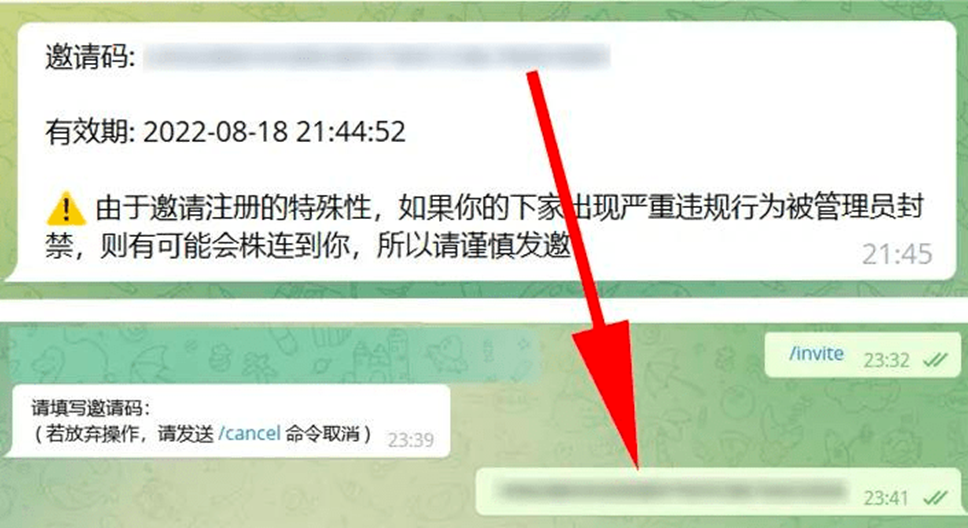 邀请码:
有效期: 2022-08-18 21:44:52
⚠️ 由于邀请注册的特殊性，如果你的下家出现严重违规行为被管理员封
禁，则有可能会株连到你，所以请谨慎发邀
21:45
/invite 23:32
请填写邀请码：
（若放弃操作，请发送 /cancel 命令取消） 23:39
23:41